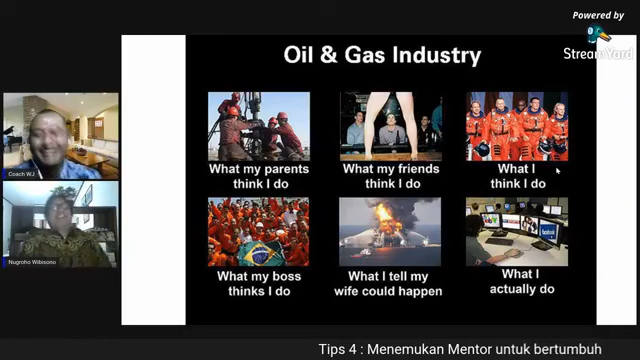 Powered by
StreamYard
Oil & Gas Industry
What my parents
think I do
What my friends
think I do
What I
think I do
What my boss
thinks I do
What I tell my
wife could happen
What I
actually do
Coach WJ
Nugroho Wibisono
facebook
Tips 4 : Menemukan Mentor untuk bertumbuh